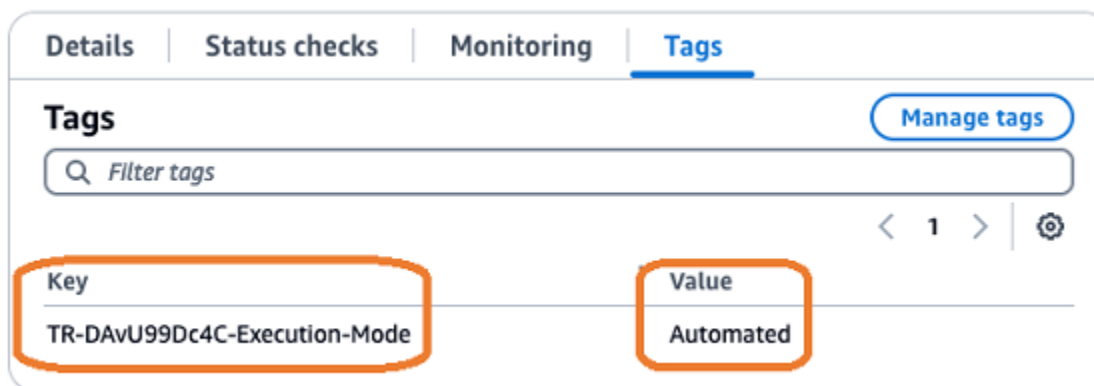 Details Status checks Monitoring Tags
Tags Manage tags
Filter tags
1
Key Value
TR-DAvU99Dc4C-Execution-Mode Automated